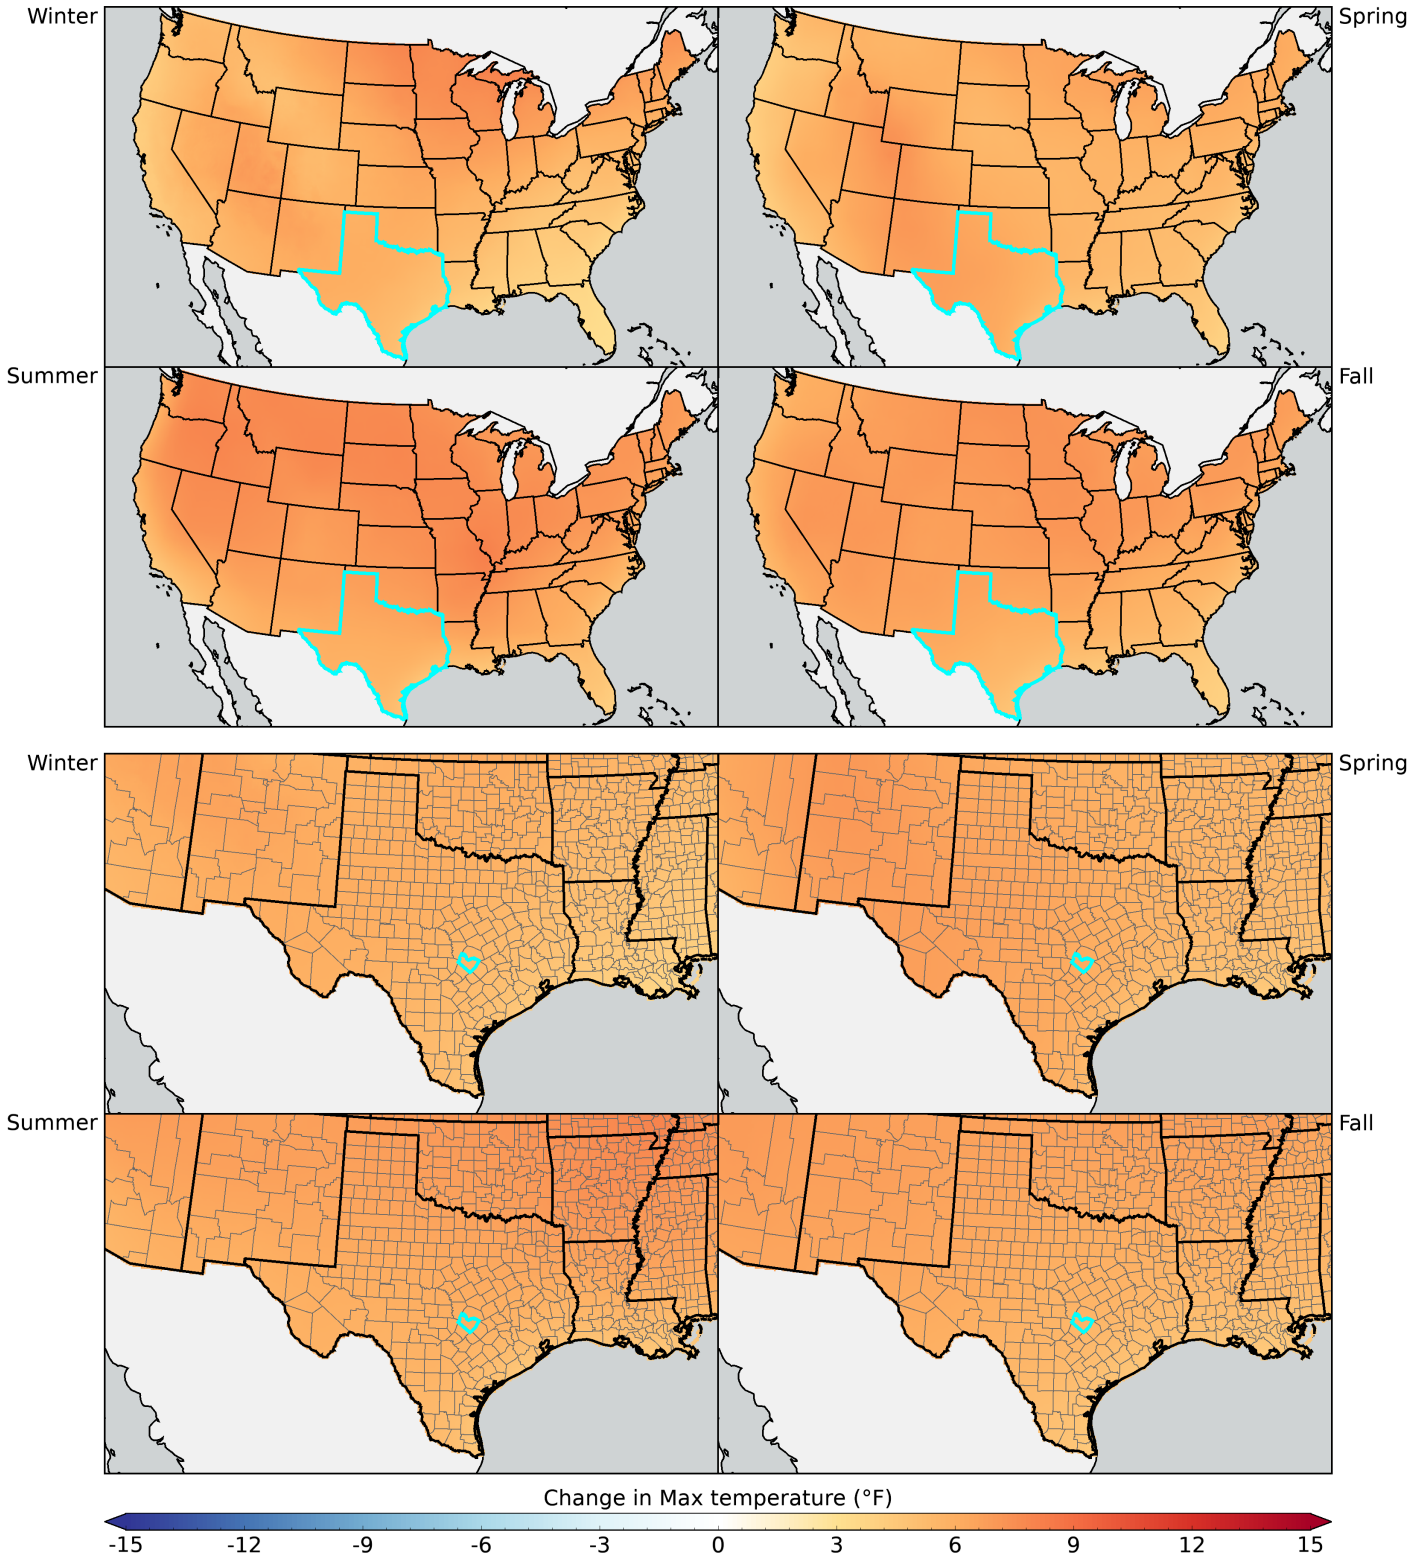 Winter
Spring
Summer
Fall
Winter
Spring
Summer
Fall
Change in Max temperature (°F)
-15 -12 -9 -6 -3 0 3 6 9 12 15